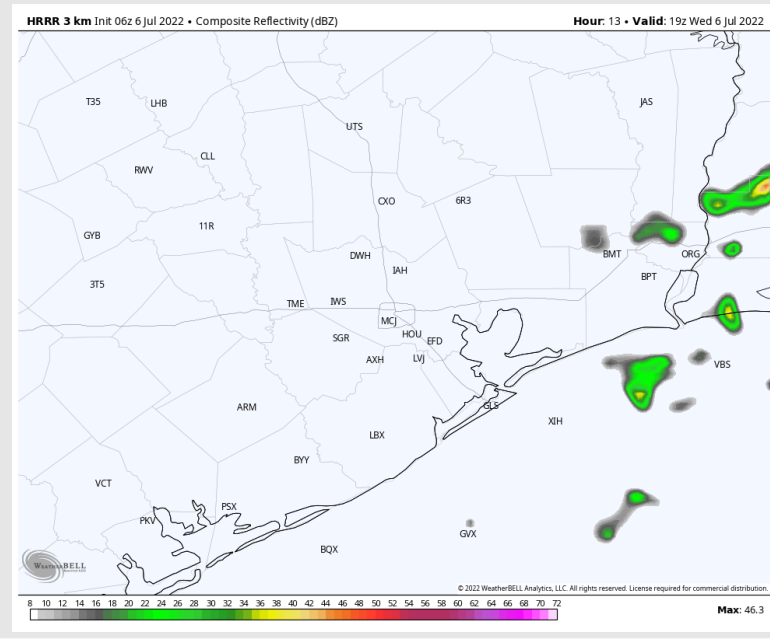 HRRR 3 km Init 06z 6 Jul 2022 • Composite Reflectivity (dBZ)
Hour: 13 • Valid: 19z Wed 6 Jul 2022
T35
LHB
JAS
UTS
CLL
RWV
CXO
6R3
11R
GYB
DWH
BMT
ORG
IAH
BPT
3T5
TME
IWS
MCJ
HOU
SGR
EFD
AXH
LVJ
VBS
ARM
GLS
XIH
LBX
BYY
VCT
PSX
PKV
GVX
BQX
WEATHERBELL
© 2022 WeatherBELL Analytics, LLC. All rights reserved. License required for commercial distribution.
8 10 12 14 16 18 20 22 24 26 28 30 32 34 36 38 40 42 44 46 48 50 52 54 56 58 60 62 64 66 68 70 72
Max: 46.3